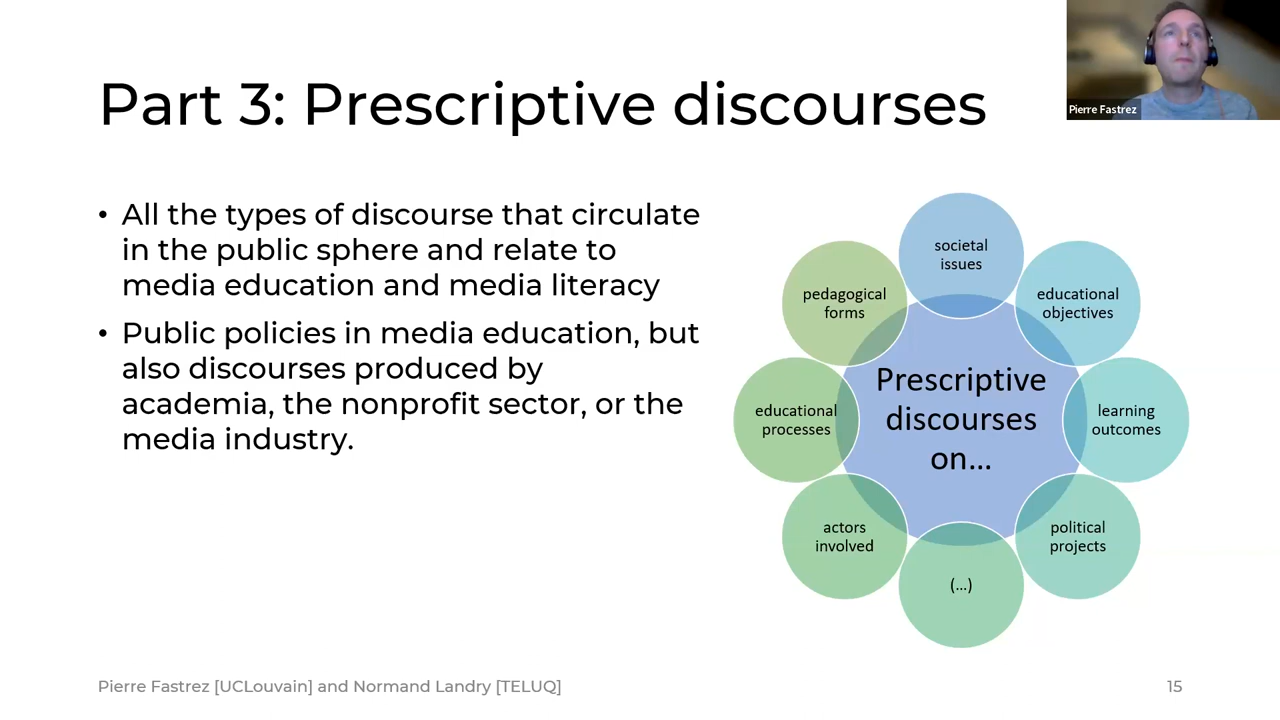 Part 3: Prescriptive discourses
Pierre Fastrez
• All the types of discourse that circulate
in the public sphere and relate to
media education and media literacy
• Public policies in media education, but
also discourses produced by
academia, the nonprofit sector, or the
media industry.
societal
issues
educational
objectives
learning
outcomes
political
projects
(...)
actors
involved
educational
processes
pedagogical
forms
Prescriptive
discourses
on...
Pierre Fastrez [UCLouvain] and Normand Landry [TELUQ]
15